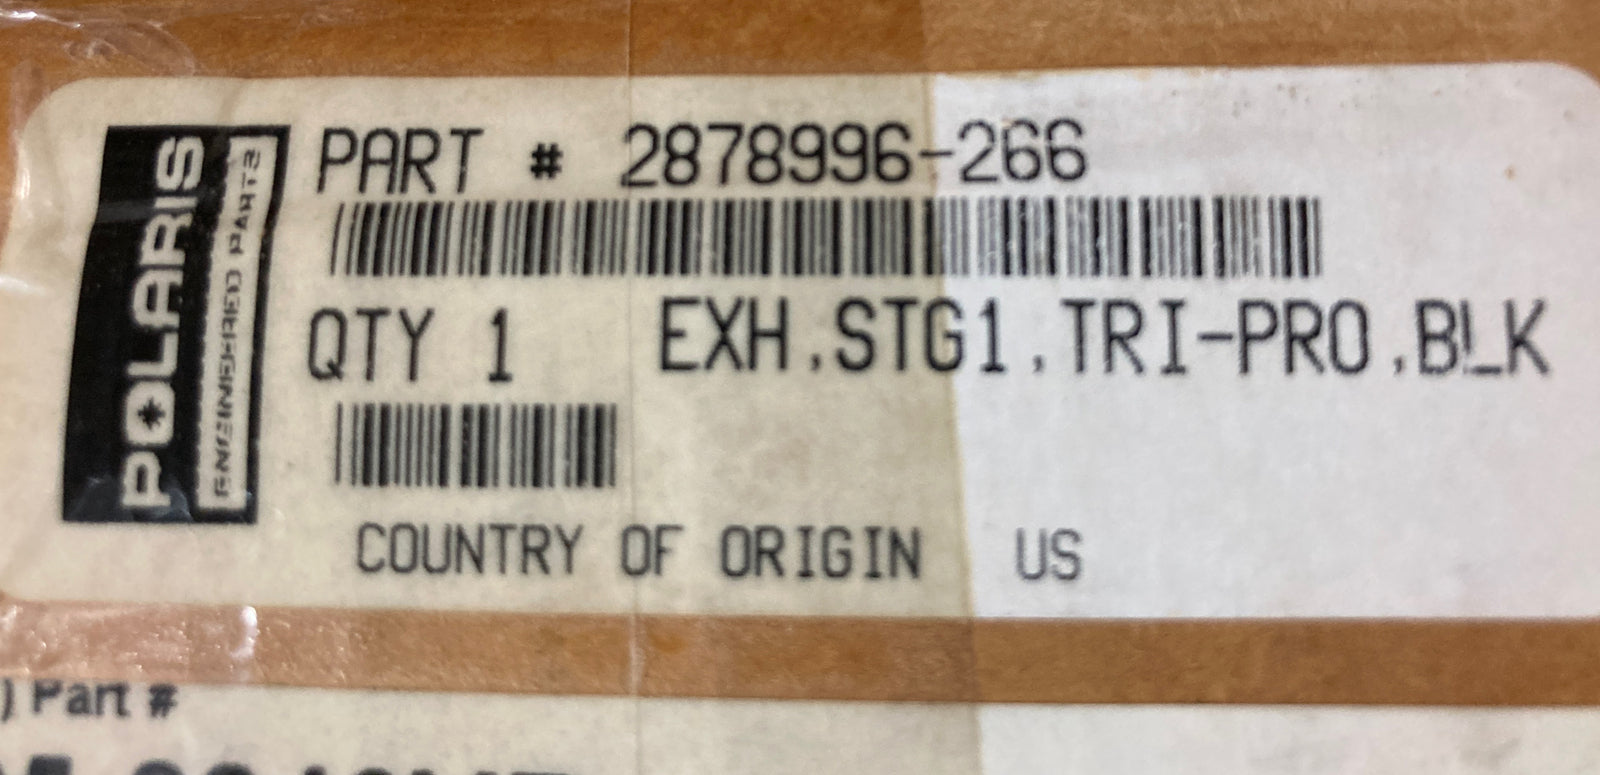 POLARIS
ENGINEERED PARTS
PART # 2878996-266
QTY 1 EXH,STG1,TRI-PRO,BLK
COUNTRY OF ORIGIN US
) Part #